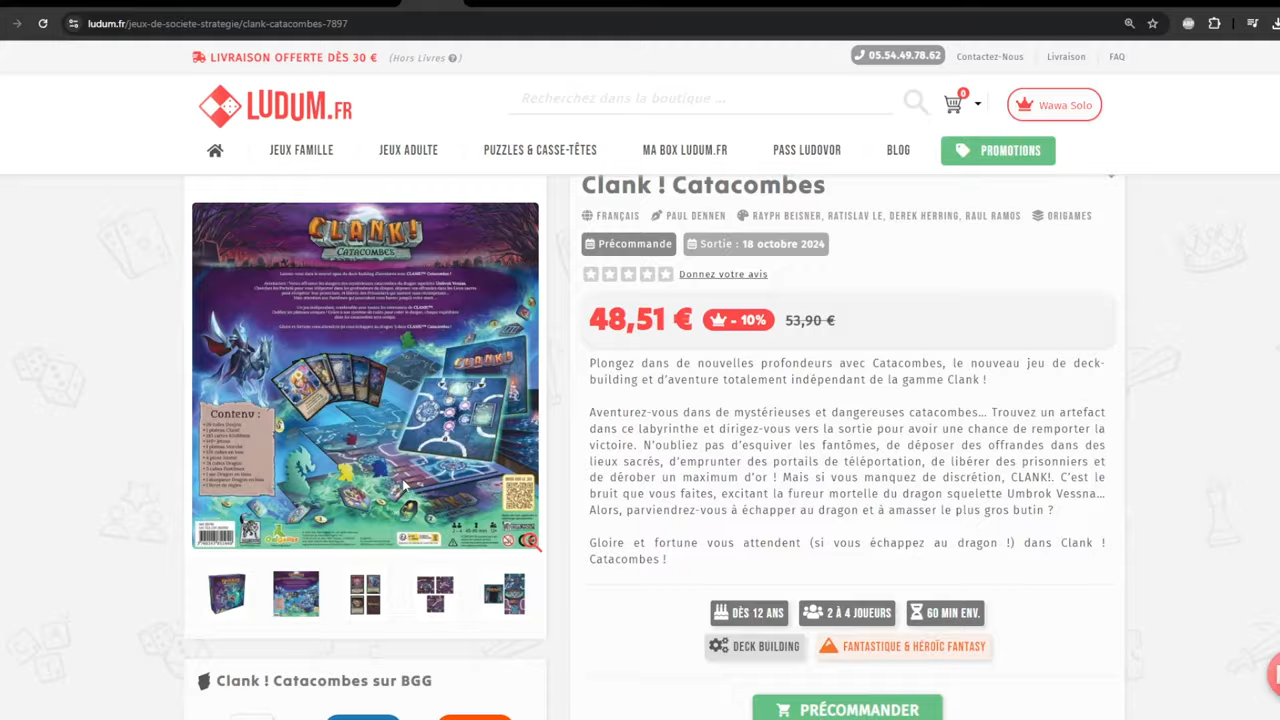 ludum.fr/jeux-de-societe-strategie/clank-catacombes-7897
LIVRAISON OFFERTE DÈS 30 € (Hors Livres ?)
05.54.49.78.62
Contactez-Nous
Livraison
FAQ
LUDUM.FR
Recherchez dans la boutique ...
0
Wawa Solo
JEUX FAMILLE
JEUX ADULTE
PUZZLES & CASSE-TÊTES
MA BOX LUDUM.FR
PASS LUDOVOR
BLOG
PROMOTIONS
CLANK!
CATACOMBES
Contenu :
CLANK!
Clank ! Catacombes
FRANÇAIS PAUL DENNEN RAYPH BEISNER, RATISLAV LE, DEREK HERRING, RAUL RAMOS ORIGAMES
Précommande Sortie : 18 octobre 2024
Donnez votre avis
48,51 € - 10% 53,90 €
Plongez dans de nouvelles profondeurs avec Catacombes, le nouveau jeu de deck-
building et d'aventure totalement indépendant de la gamme Clank !
Aventurez-vous dans de mystérieuses et dangereuses catacombes... Trouvez un artefact
dans ce labyrinthe et dirigez-vous vers la sortie pour avoir une chance de remporter la
victoire. N'oubliez pas d'esquiver les fantômes, de déposer des offrandes dans des
lieux sacrés, d'emprunter des portails de téléportation, de libérer des prisonniers et
de dérober un maximum d'or ! Mais si vous manquez de discrétion, CLANK!. C'est le
bruit que vous faites, excitant la fureur mortelle du dragon squelette Umbrok Vessna...
Alors, parviendrez-vous à échapper au dragon et à amasser le plus gros butin ?
Gloire et fortune vous attendent (si vous échappez au dragon !) dans Clank !
Catacombes !
DÈS 12 ANS
2 À 4 JOUEURS
60 MIN ENV.
DECK BUILDING
FANTASTIQUE & HÉROÏC FANTASY
Clank ! Catacombes sur BGG
PRÉCOMMANDER